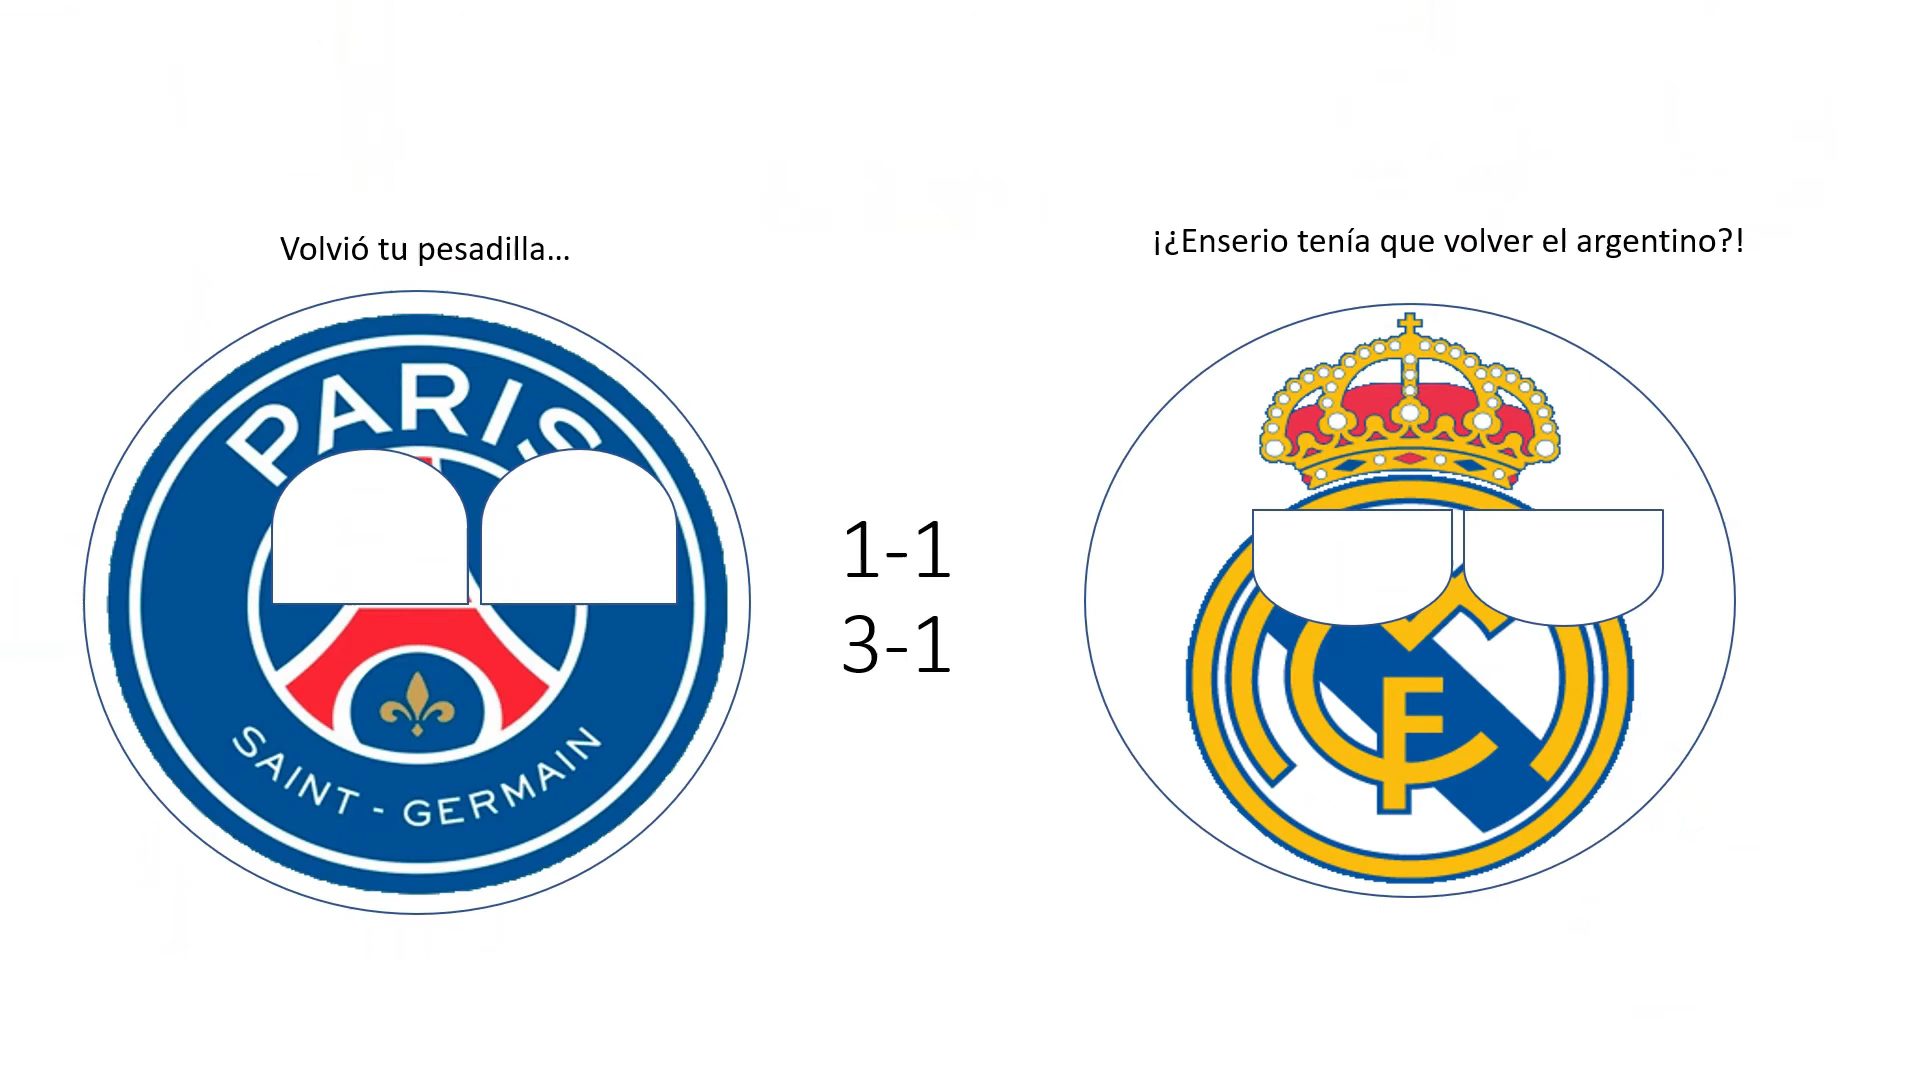 Volvió tu pesadilla...
¡¿Enserio tenía que volver el argentino?!
PARIS
SAINT - GERMAIN
1-1
3-1